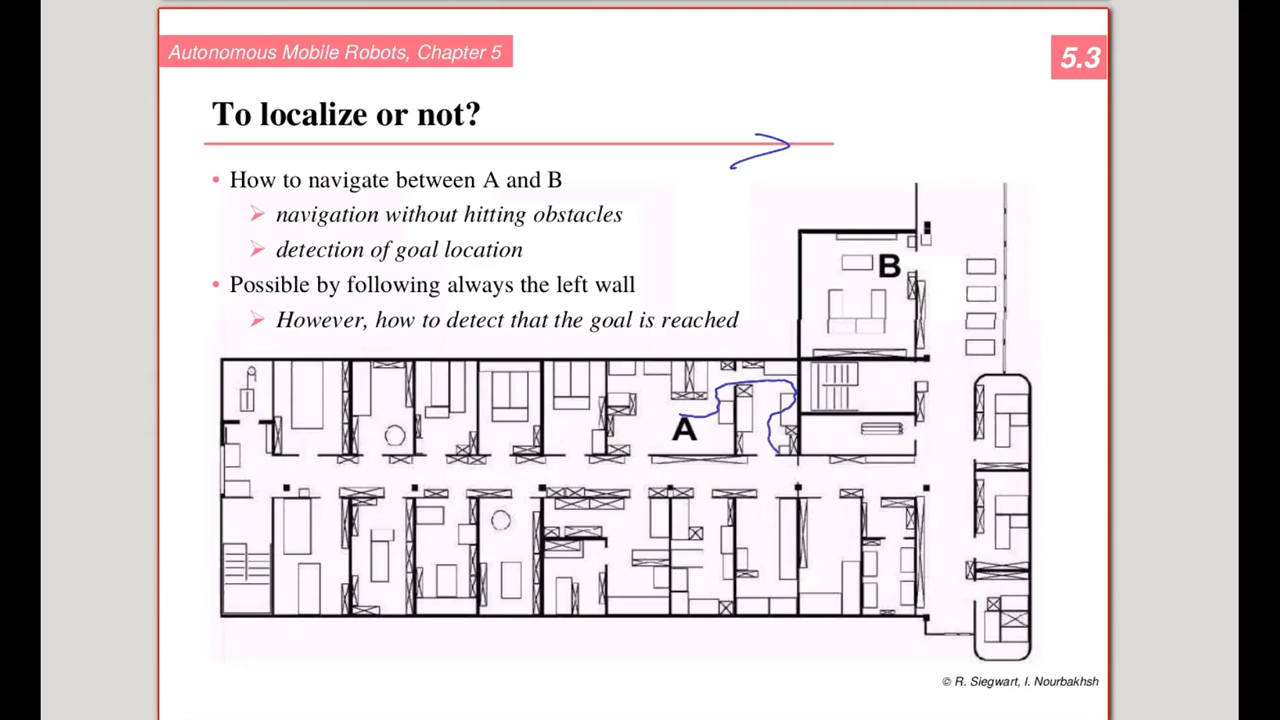 Autonomous Mobile Robots, Chapter 5
5.3
To localize or not?
• How to navigate between A and B
➢ navigation without hitting obstacles
➢ detection of goal location
• Possible by following always the left wall
➢ However, how to detect that the goal is reached
B
A
© R. Siegwart, I. Nourbakhsh